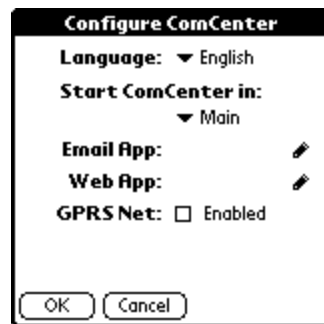 Configure ComCenter
Language: English
Start ComCenter in:
Main
Email App:
Web App:
GPRS Net: Enabled
OK Cancel